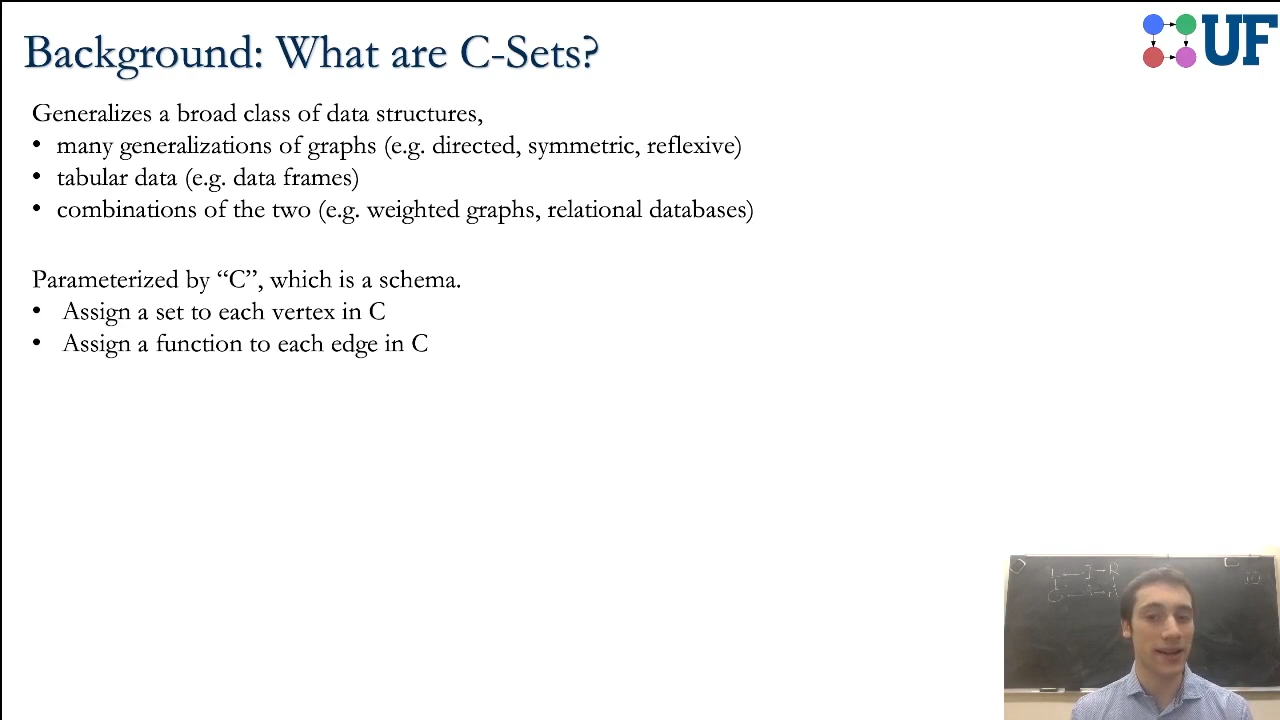 Background: What are C-Sets?
UF
Generalizes a broad class of data structures,
• many generalizations of graphs (e.g. directed, symmetric, reflexive)
• tabular data (e.g. data frames)
• combinations of the two (e.g. weighted graphs, relational databases)
Parameterized by “C”, which is a schema.
• Assign a set to each vertex in C
• Assign a function to each edge in C